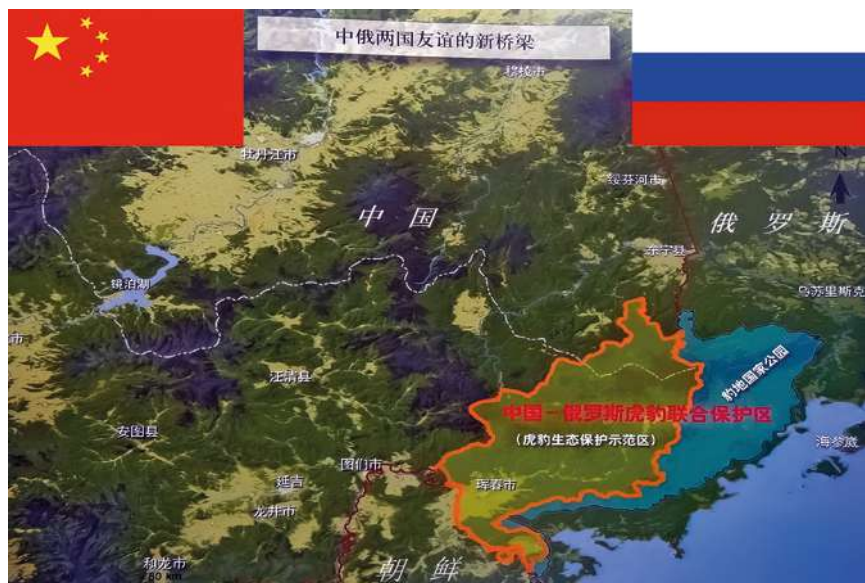 中俄两国友谊的新桥梁
穆棱市
牡丹江市
N
绥芬河市
中国
俄罗斯
东宁县
镜泊湖
乌苏里斯克
市
豹地国家公园
汪清县
中国-俄罗斯虎豹联合保护区
安图县
(虎豹生态保护示范区)
海参崴
图们市
延吉
珲春市
龙井市
和龙市
朝鲜
80 km